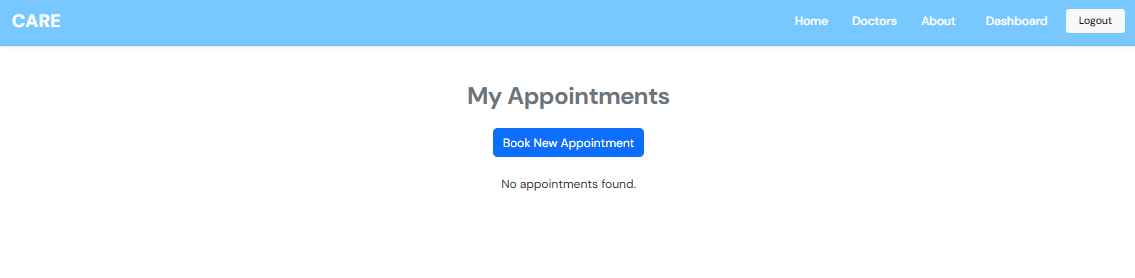 CARE Home Doctors About Dashboard Logout
My Appointments
Book New Appointment
No appointments found.